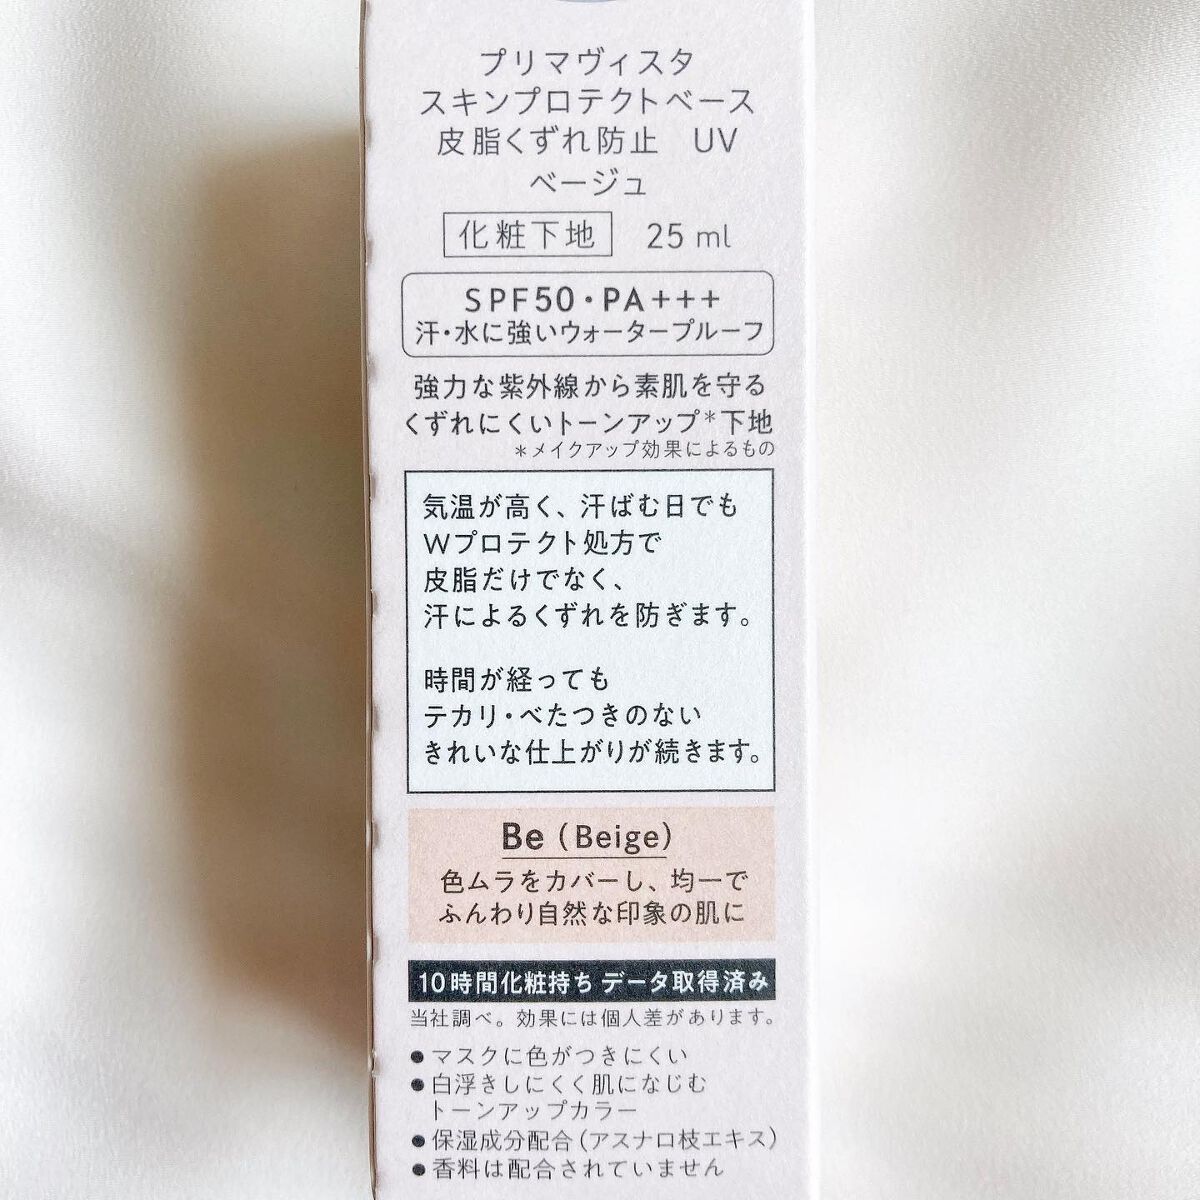 プリマヴィスタ
スキンプロテクトベース
皮脂くずれ防止 UV
ベージュ
化粧下地 25 ml
SPF50・PA+++
汗・水に強いウォータープルーフ
強力な紫外線から素肌を守る
くずれにくいトーンアップ*下地
*メイクアップ効果によるもの
気温が高く、汗ばむ日でも
Wプロテクト処方で
皮脂だけでなく、
汗によるくずれを防ぎます。
時間が経っても
テカリ・べたつきのない
きれいな仕上がりが続きます。
Be (Beige)
色ムラをカバーし、均一で
ふんわり自然な印象の肌に
10時間化粧持ち データ取得済み
当社調べ。効果には個人差があります。
●マスクに色がつきにくい
●白浮きしにくく肌になじむ
トーンアップカラー
●保湿成分配合(アスナロ枝エキス)
●香料は配合されていません